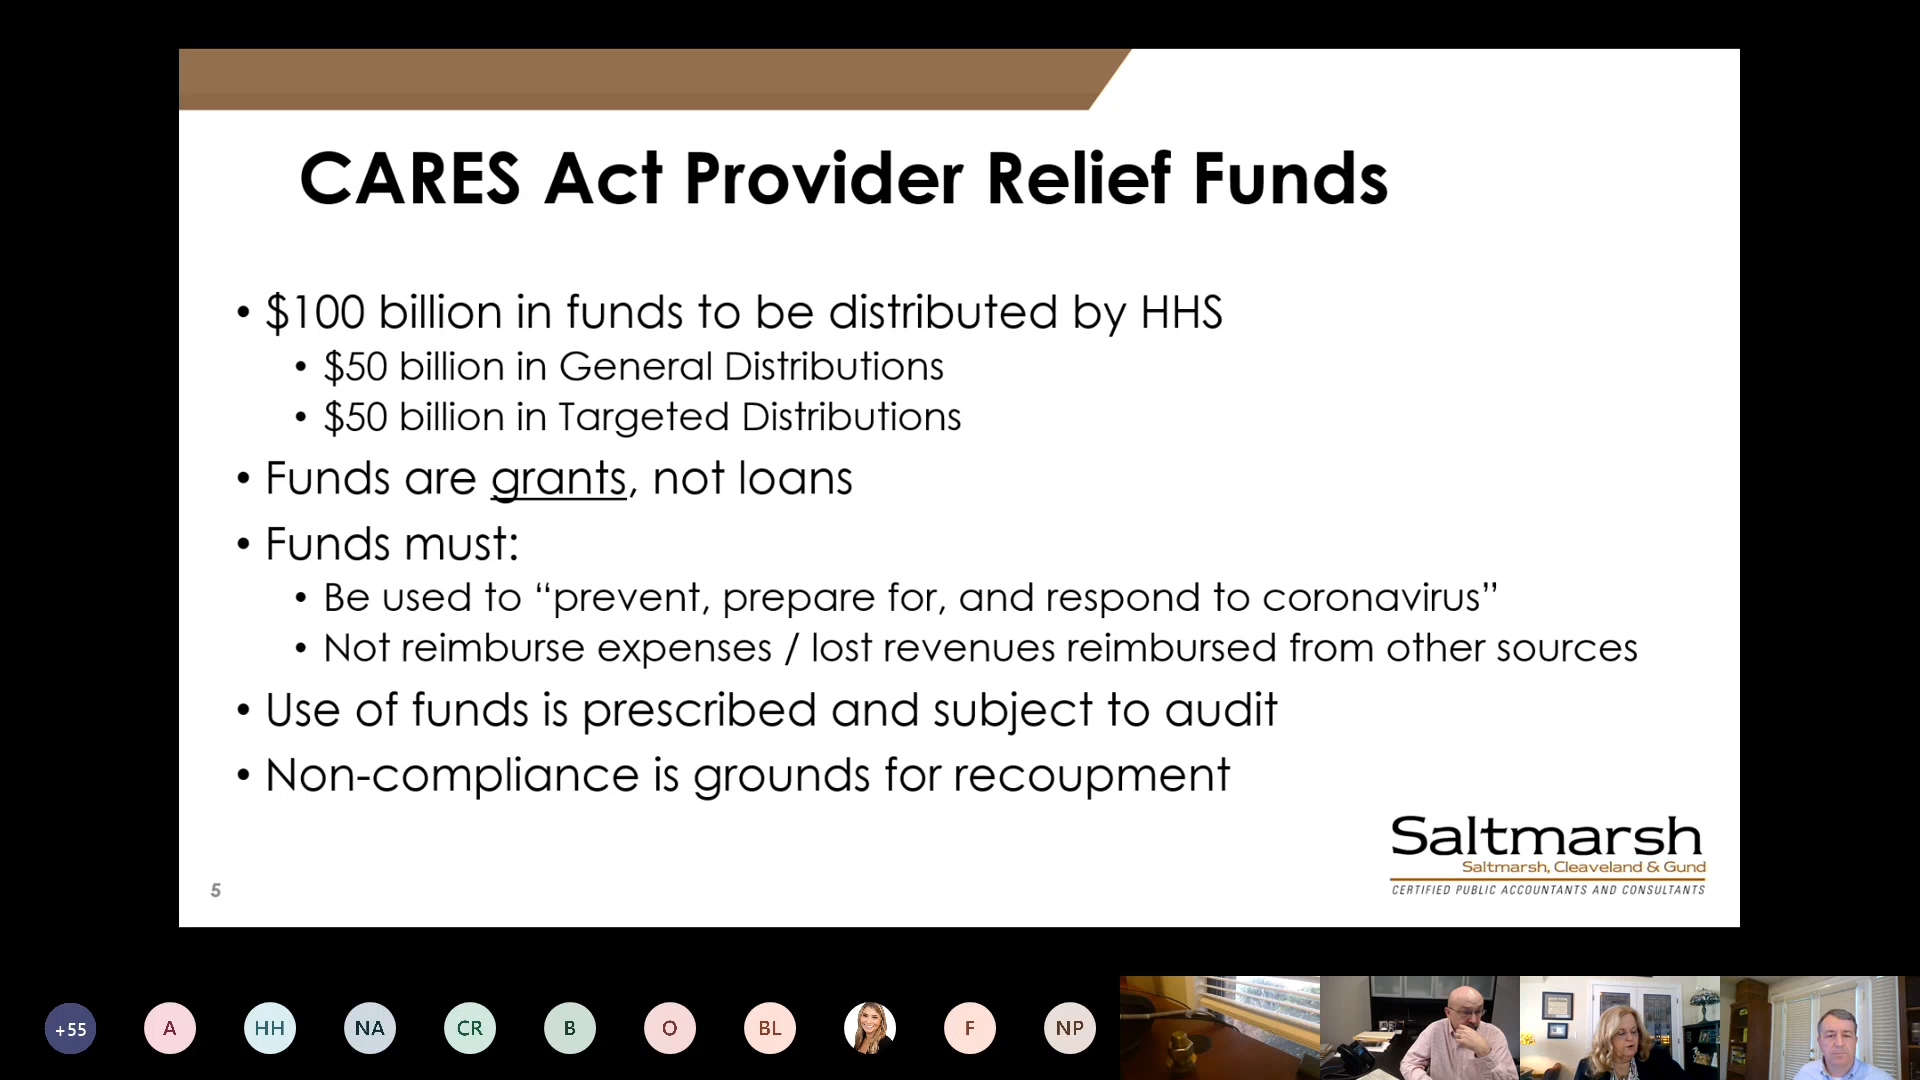 CARES Act Provider Relief Funds
• $100 billion in funds to be distributed by HHS
• $50 billion in General Distributions
• $50 billion in Targeted Distributions
• Funds are grants, not loans
• Funds must:
• Be used to “prevent, prepare for, and respond to coronavirus”
• Not reimburse expenses / lost revenues reimbursed from other sources
• Use of funds is prescribed and subject to audit
• Non-compliance is grounds for recoupment
Saltmarsh
Saltmarsh, Cleaveland & Gund
CERTIFIED PUBLIC ACCOUNTANTS AND CONSULTANTS
5
+55 A HH NA CR B O BL F NP